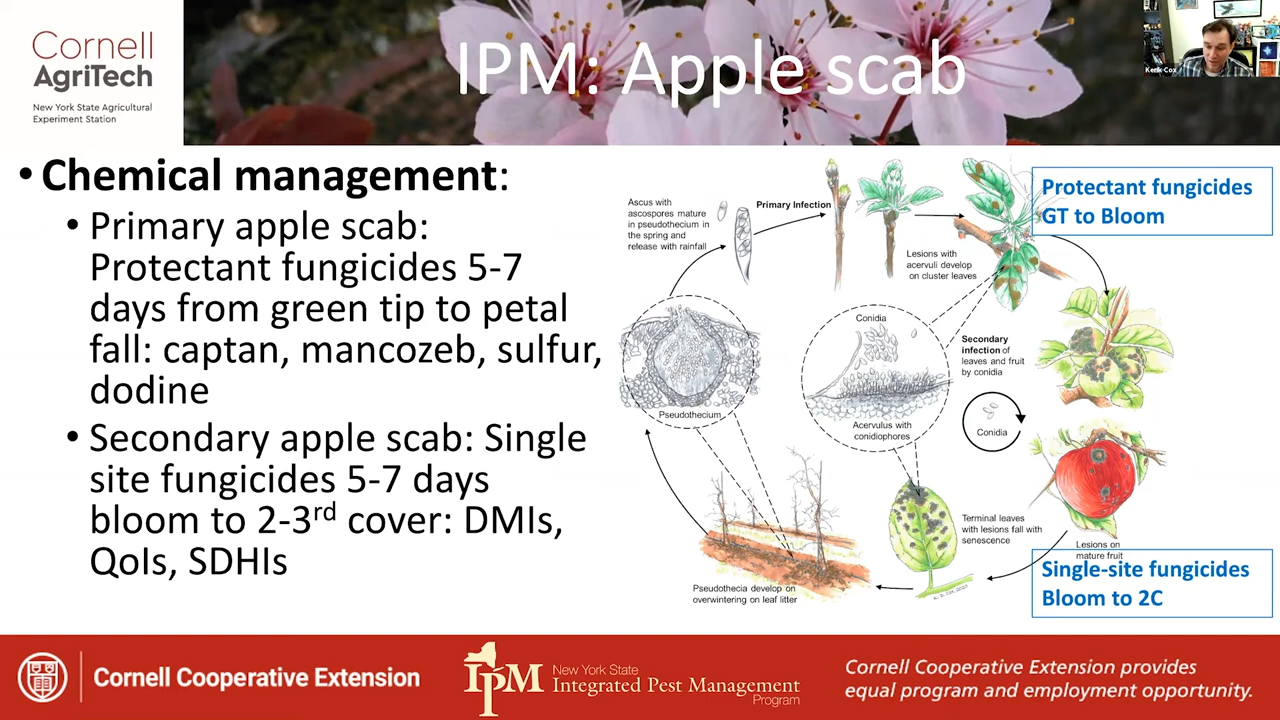 Cornell
AgriTech
New York State Agricultural
Experiment Station
IPM: Apple scab
Kerik Cox
• Chemical management:
• Primary apple scab:
Protectant fungicides 5-7
days from green tip to petal
fall: captan, mancozeb, sulfur,
dodine
• Secondary apple scab: Single
site fungicides 5-7 days
bloom to 2-3rd cover: DMIs,
QoIs, SDHIs
Ascus with
ascospores mature
in pseudothecium in
the spring and
release with rainfall
Primary Infection
Lesions with
acervuli develop
on cluster leaves
Protectant fungicides
GT to Bloom
Conidia
Secondary
infection of
leaves and fruit
by conidia
Pseudothecium
Acervulus with
conidiophores
Conidia
Terminal leaves
with lesions fall with
senescence
Lesions on
mature fruit
Single-site fungicides
Bloom to 2C
Pseudothecia develop on
overwintering on leaf litter
Cornell Cooperative Extension
IPM
New York State
Integrated Pest Management
Program
Cornell Cooperative Extension provides
equal program and employment opportunity.